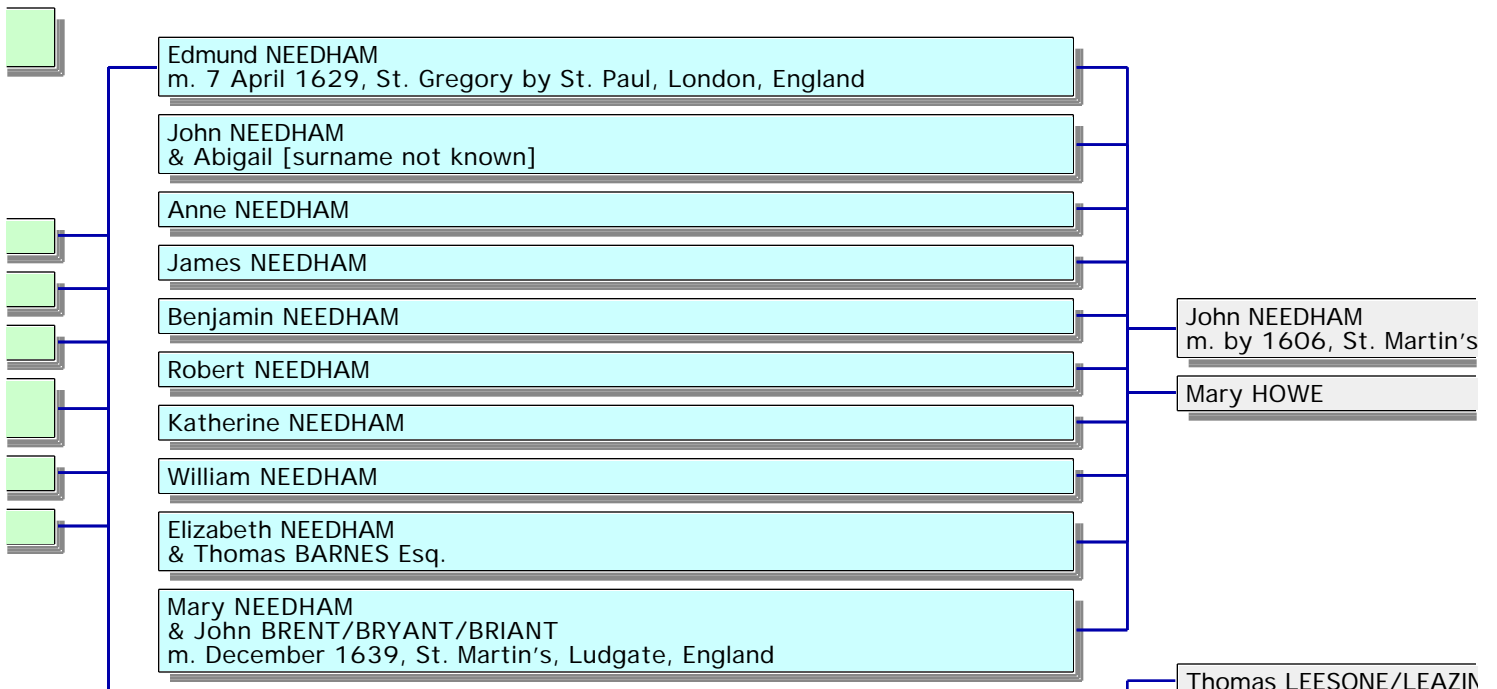 Edmund NEEDHAM
m. 7 April 1629, St. Gregory by St. Paul, London, England
John NEEDHAM
& Abigail [surname not known]
Anne NEEDHAM
James NEEDHAM
Benjamin NEEDHAM
Robert NEEDHAM
Katherine NEEDHAM
William NEEDHAM
Elizabeth NEEDHAM
& Thomas BARNES Esq.
Mary NEEDHAM
& John BRENT/BRYANT/BRIANT
m. December 1639, St. Martin's, Ludgate, England
John NEEDHAM
m. by 1606, St. Martin's
Mary HOWE
Thomas LEESONE/